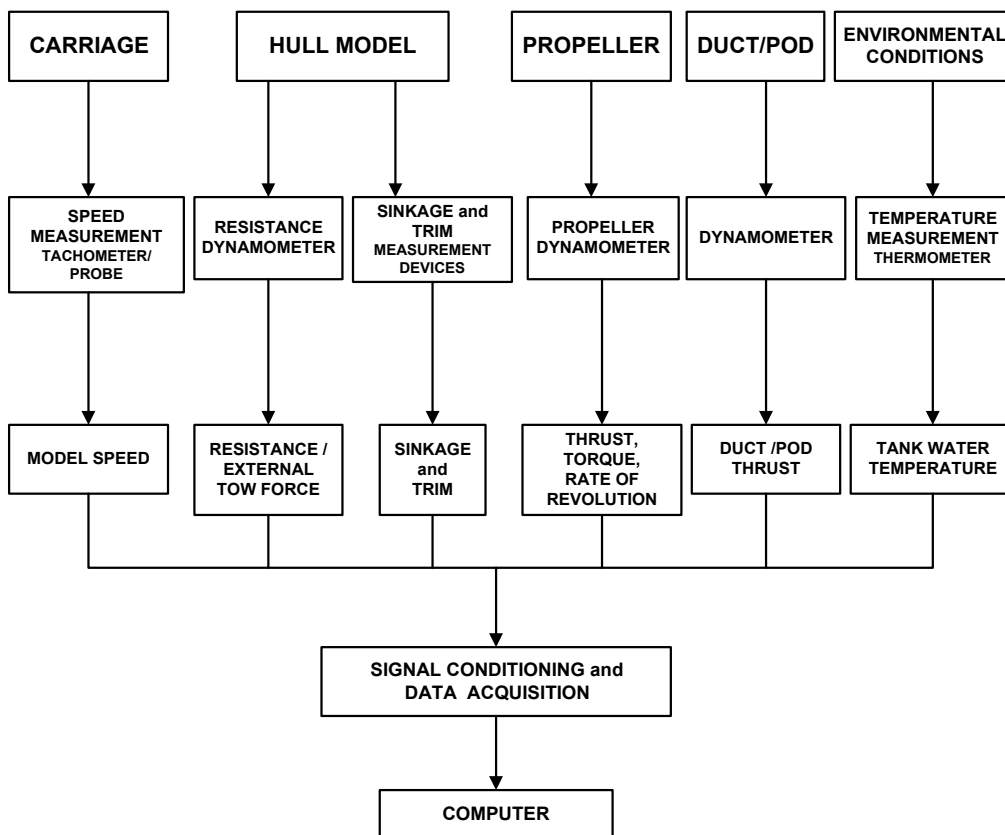 CARRIAGE
HULL MODEL
PROPELLER
DUCT/POD
ENVIRONMENTAL
CONDITIONS
SPEED
MEASUREMENT
TACHOMETER/
PROBE
RESISTANCE
DYNAMOMETER
SINKAGE and
TRIM
MEASUREMENT
DEVICES
PROPELLER
DYNAMOMETER
DYNAMOMETER
TEMPERATURE
MEASUREMENT
THERMOMETER
MODEL SPEED
RESISTANCE /
EXTERNAL
TOW FORCE
SINKAGE
and
TRIM
THRUST,
TORQUE,
RATE OF
REVOLUTION
DUCT /POD
THRUST
TANK WATER
TEMPERATURE
SIGNAL CONDITIONING and
DATA ACQUISITION
COMPUTER